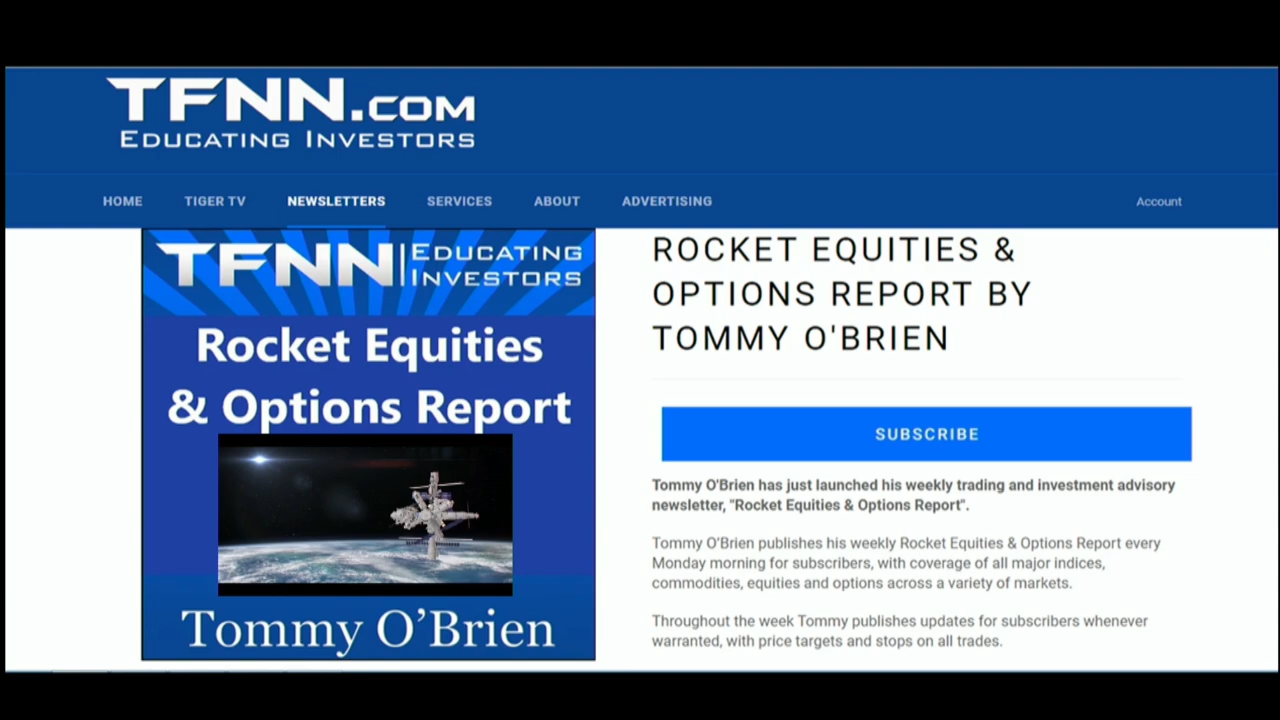 TFNN.COM
EDUCATING INVESTORS
HOME TIGER TV NEWSLETTERS SERVICES ABOUT ADVERTISING Account
TFNN | EDUCATING
INVESTORS
Rocket Equities
& Options Report
Tommy O’Brien
ROCKET EQUITIES &
OPTIONS REPORT BY
TOMMY O'BRIEN
SUBSCRIBE
Tommy O'Brien has just launched his weekly trading and investment advisory
newsletter, "Rocket Equities & Options Report".
Tommy O’Brien publishes his weekly Rocket Equities & Options Report every
Monday morning for subscribers, with coverage of all major indices,
commodities, equities and options across a variety of markets.
Throughout the week Tommy publishes updates for subscribers whenever
warranted, with price targets and stops on all trades.